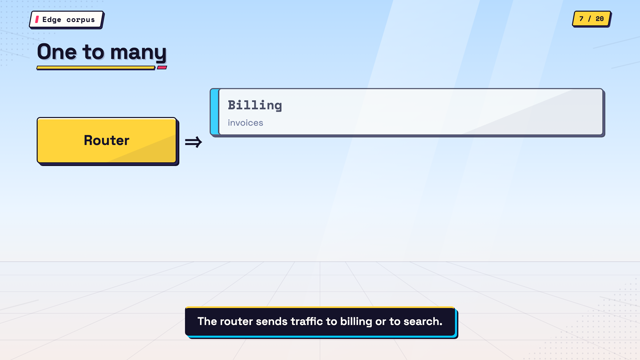 Edge corpus
7 / 20
One to many
Router
⇒
Billing
invoices
The router sends traffic to billing or to search.